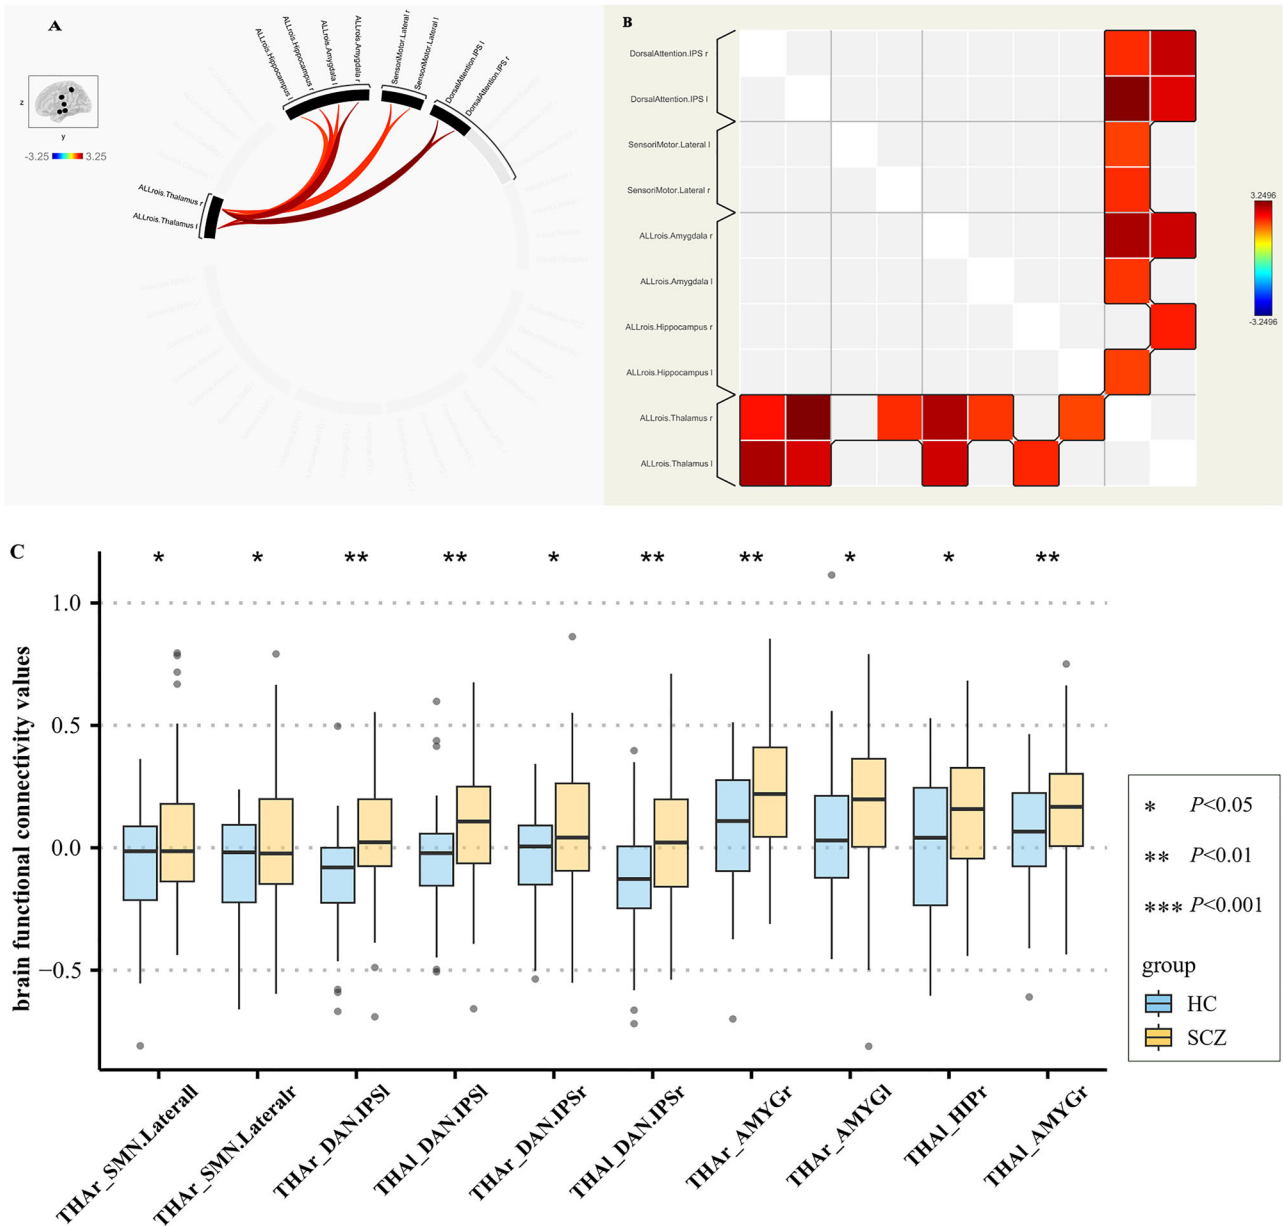 A
ALLrois.Hippocampus l
ALLrois.Hippocampus r
ALLrois.Amygdala l
ALLrois.Amygdala r
SensoriMotor.Lateral r
SensoriMotor.Lateral l
DorsalAttention.IPS l
DorsalAttention.IPS r
z
y
-3.25 3.25
ALLrois.Thalamus r
ALLrois.Thalamus l
B
DorsalAttention.IPS r
DorsalAttention.IPS l
SensoriMotor.Lateral l
SensoriMotor.Lateral r
ALLrois.Amygdala r
ALLrois.Amygdala l
ALLrois.Hippocampus r
ALLrois.Hippocampus l
ALLrois.Thalamus r
ALLrois.Thalamus l
3.2496
-3.2496
C
* * ** ** * ** ** * * **
brain functional connectivity values
1.0
0.5
0.0
−0.5
THAr_SMN.Laterall
THAr_SMN.Lateralr
THAr_DAN.IPSl
THAl_DAN.IPSl
THAr_DAN.IPSr
THAl_DAN.IPSr
THAr_AMYGr
THAr_AMYGl
THAl_HIPr
THAl_AMYGr
* P<0.05
** P<0.01
*** P<0.001
group
HC
SCZ